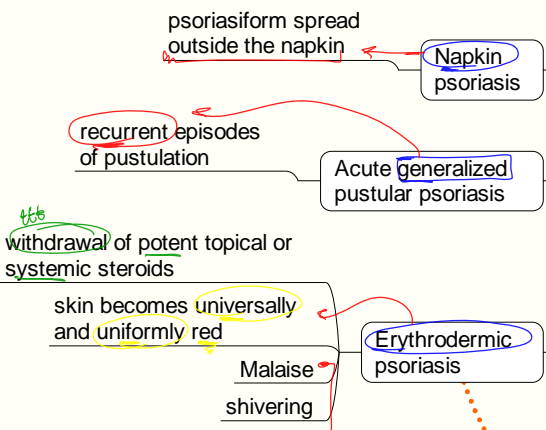 psoriasiform spread
outside the napkin
Napkin
psoriasis
recurrent episodes
of pustulation
Acute generalized
pustular psoriasis
withdrawal of potent topical or
systemic steroids
skin becomes universally
and uniformly red
Erythrodermic
psoriasis
Malaise
shivering